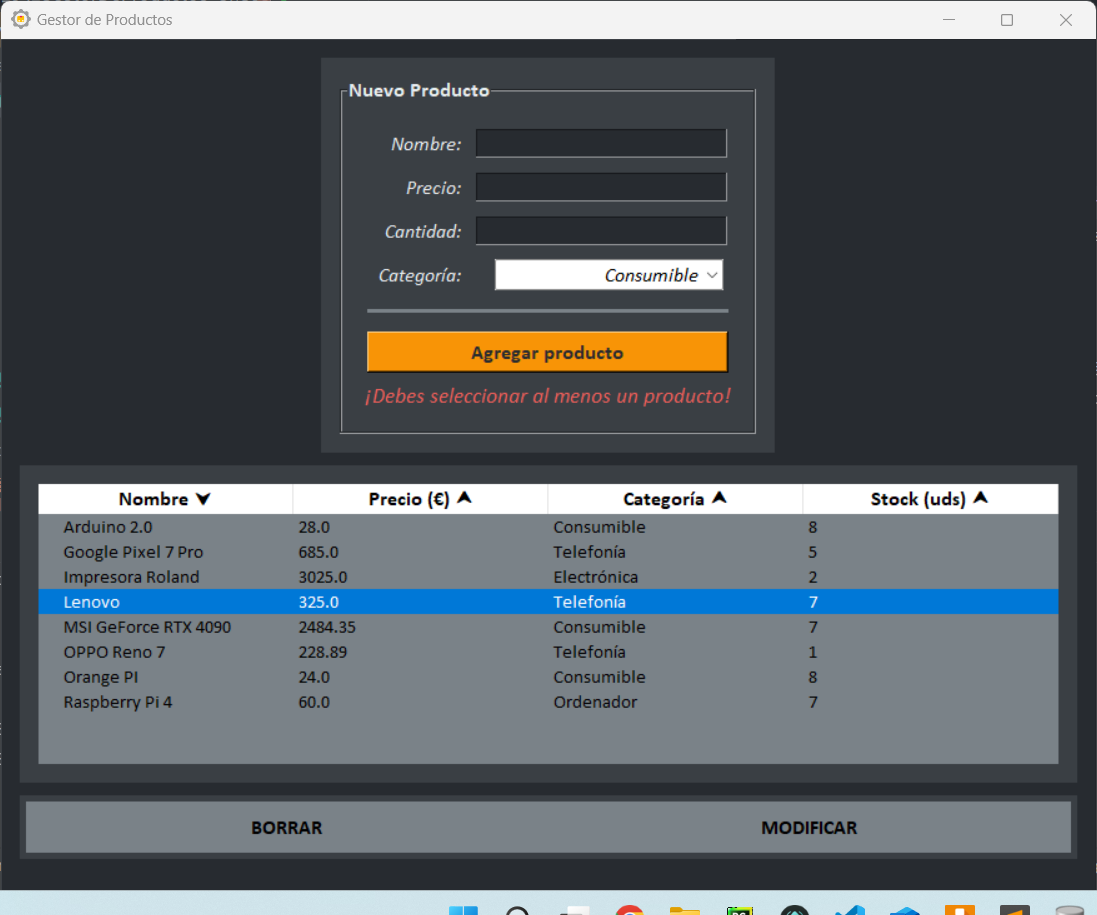 Gestor de Productos
Nuevo Producto
Nombre:
Precio:
Cantidad:
Categoría: Consumible
Agregar producto
¡Debes seleccionar al menos un producto!
Nombre Precio (€) Categoría Stock (uds)
Arduino 2.0 28.0 Consumible 8
Google Pixel 7 Pro 685.0 Telefonía 5
Impresora Roland 3025.0 Electrónica 2
Lenovo 325.0 Telefonía 7
MSI GeForce RTX 4090 2484.35 Consumible 7
OPPO Reno 7 228.89 Telefonía 1
Orange PI 24.0 Consumible 8
Raspberry Pi 4 60.0 Ordenador 7
BORRAR MODIFICAR